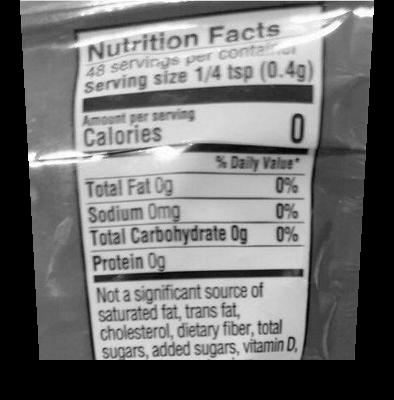 Nutrition Facts
48 servings per container
Serving size 1/4 tsp (0.4g)
Amount per serving
Calories 0
% Daily Value*
Total Fat 0g 0%
Sodium 0mg 0%
Total Carbohydrate 0g 0%
Protein 0g
Not a significant source of
saturated fat, trans fat,
cholesterol, dietary fiber, total
sugars, added sugars, vitamin D,